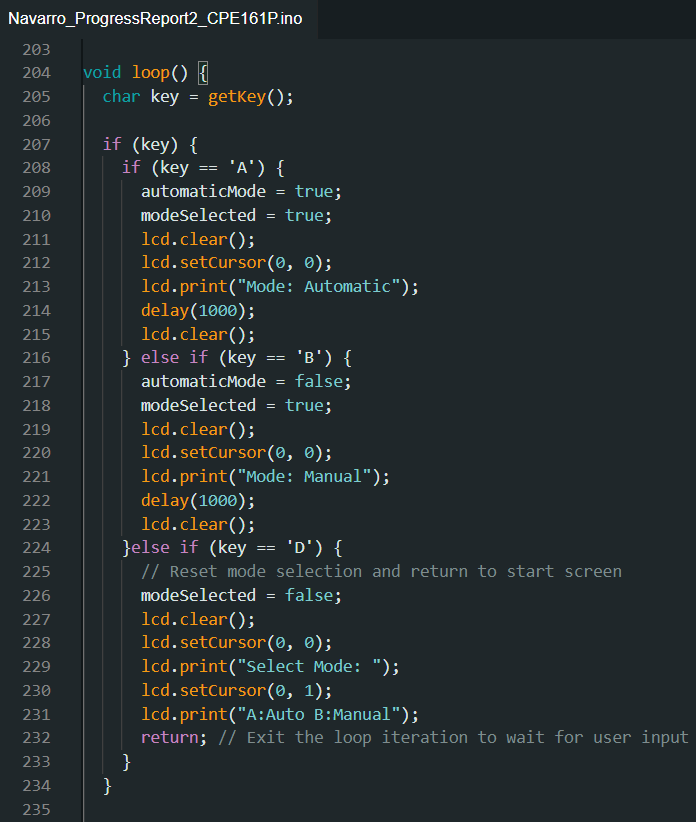 Navarro_ProgressReport2_CPE161P.ino
203
204 void loop() {
205   char key = getKey();
206
207   if (key) {
208     if (key == 'A') {
209       automaticMode = true;
210       modeSelected = true;
211       lcd.clear();
212       lcd.setCursor(0, 0);
213       lcd.print("Mode: Automatic");
214       delay(1000);
215       lcd.clear();
216     } else if (key == 'B') {
217       automaticMode = false;
218       modeSelected = true;
219       lcd.clear();
220       lcd.setCursor(0, 0);
221       lcd.print("Mode: Manual");
222       delay(1000);
223       lcd.clear();
224     }else if (key == 'D') {
225       // Reset mode selection and return to start screen
226       modeSelected = false;
227       lcd.clear();
228       lcd.setCursor(0, 0);
229       lcd.print("Select Mode: ");
230       lcd.setCursor(0, 1);
231       lcd.print("A:Auto B:Manual");
232       return; // Exit the loop iteration to wait for user input
233     }
234   }
235